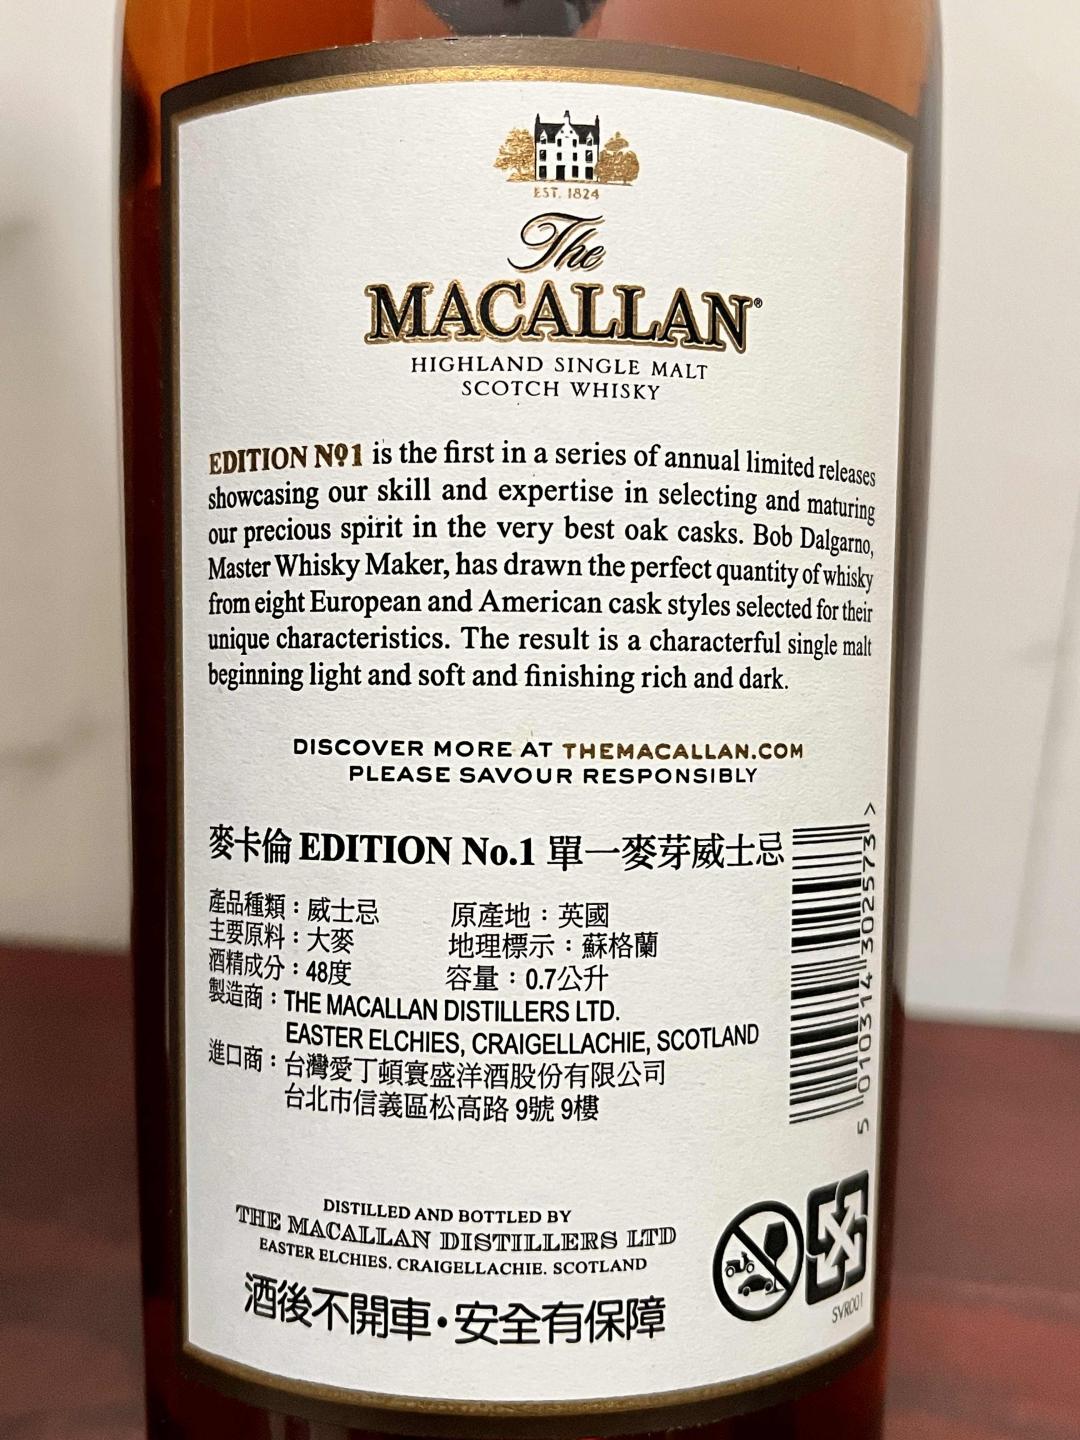 EST. 1824
The
MACALLAN®
HIGHLAND SINGLE MALT
SCOTCH WHISKY
EDITION Nº1 is the first in a series of annual limited releases
showcasing our skill and expertise in selecting and maturing
our precious spirit in the very best oak casks. Bob Dalgarno,
Master Whisky Maker, has drawn the perfect quantity of whisky
from eight European and American cask styles selected for their
unique characteristics. The result is a characterful single malt
beginning light and soft and finishing rich and dark.
DISCOVER MORE AT THEMACALLAN.COM
PLEASE SAVOUR RESPONSIBLY
麥卡倫 EDITION No.1 單一麥芽威士忌
產品種類：威士忌 原產地：英國
主要原料：大麥 地理標示：蘇格蘭
酒精成分：48度 容量：0.7公升
製造商：THE MACALLAN DISTILLERS LTD.
EASTER ELCHIES, CRAIGELLACHIE, SCOTLAND
進口商：台灣愛丁頓寰盛洋酒股份有限公司
台北市信義區松高路 9號 9樓
5 010314 302573 >
DISTILLED AND BOTTLED BY
THE MACALLAN DISTILLERS LTD
EASTER ELCHIES. CRAIGELLACHIE. SCOTLAND
SVR001
酒後不開車・安全有保障